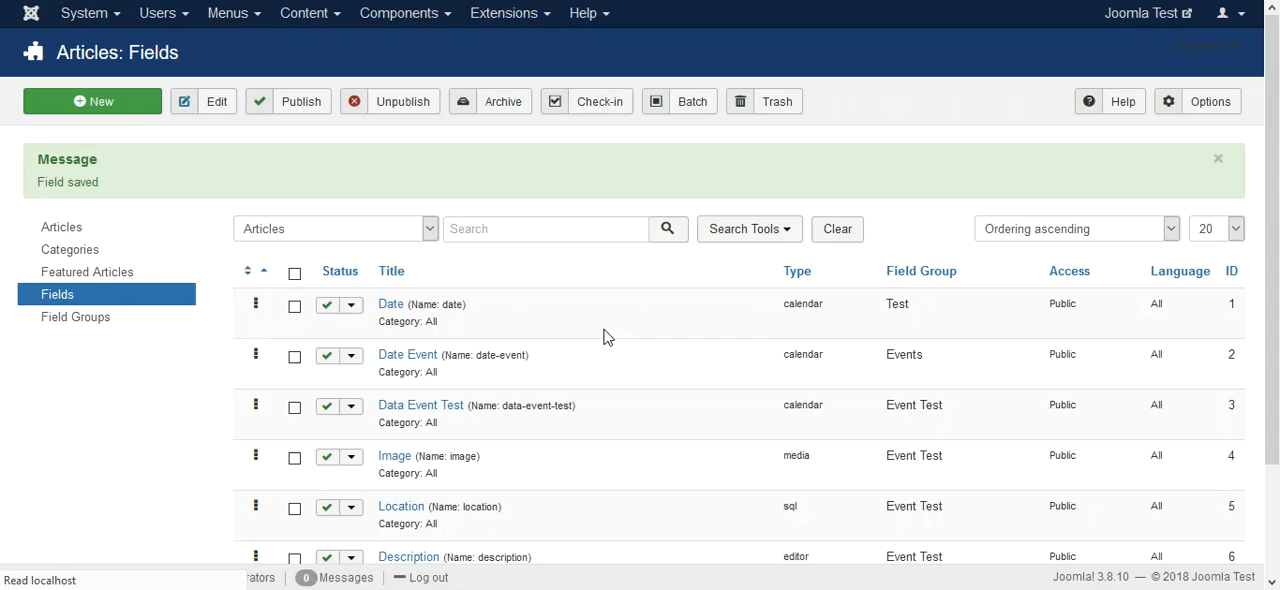 System Users Menus Content Components Extensions Help Joomla Test
Articles: Fields
New Edit Publish Unpublish Archive Check-in Batch Trash Help Options
Message
Field saved
Articles
Categories
Featured Articles
Fields
Field Groups
Articles Search Search Tools Clear Ordering ascending 20
Status Title Type Field Group Access Language ID
Date (Name: date) calendar Test Public All 1
Category: All
Date Event (Name: date-event) calendar Events Public All 2
Category: All
Data Event Test (Name: data-event-test) calendar Event Test Public All 3
Category: All
Image (Name: image) media Event Test Public All 4
Category: All
Location (Name: location) sql Event Test Public All 5
Category: All
Description (Name: description) editor Event Test Public All 6
Read localhost rators 0 Messages Log out Joomla! 3.8.10 — © 2018 Joomla Test